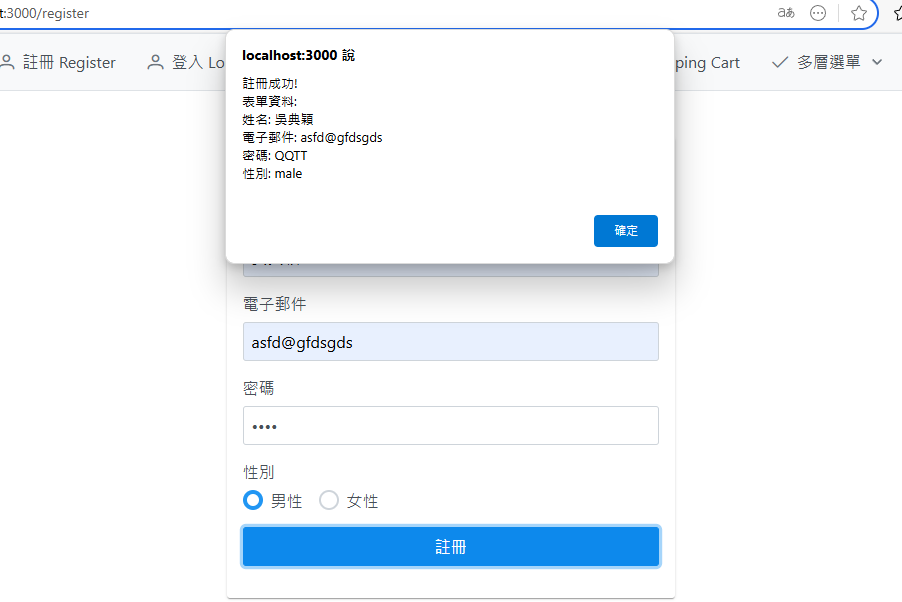 t:3000/register
註冊 Register
登入 Lo
ping Cart
多層選單
localhost:3000 說
註冊成功!
表單資料:
姓名: 吳典穎
電子郵件: asfd@gfdsgds
密碼: QQTT
性別: male
確定
電子郵件
asfd@gfdsgds
密碼
••••
性別
男性
女性
註冊